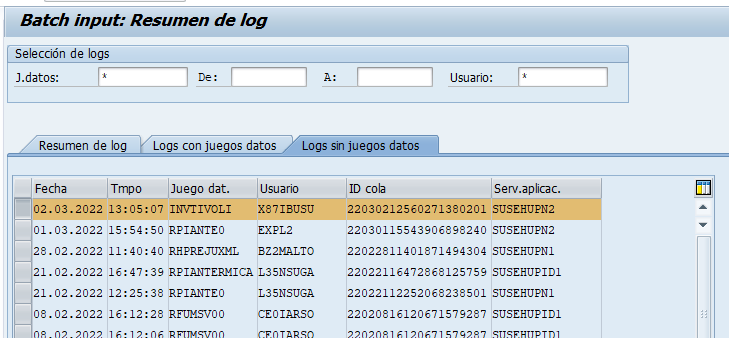 Batch input: Resumen de log
Selección de logs
J.datos: * De: A: Usuario: *
Resumen de log Logs con juegos datos Logs sin juegos datos
Fecha Tmpo Juego dat. Usuario ID cola Serv.aplicac.
02.03.2022 13:05:07 INVTIVOLI X87IBUSU 22030212560271380201 SUSEHUPN2
01.03.2022 15:54:50 RPIANTE0 EXPL2 22030115543906898240 SUSEHUPN2
28.02.2022 11:40:40 RHPREJUXML BZ2MALTO 22022811401871494304 SUSEHUPN1
21.02.2022 16:47:39 RPIANTERMICA L35NSUGA 22022116472868125759 SUSEHUPID1
21.02.2022 12:25:38 RPIANTE0 L35NSUGA 22022112252068238501 SUSEHUPN1
08.02.2022 16:12:28 RFUMSV00 CE0IARSO 22020816120671579287 SUSEHUPID1
08.02.2022 16:12:06 RFUMSV00 CE0IARSO 22020816120671579287 SUSEHUPID1